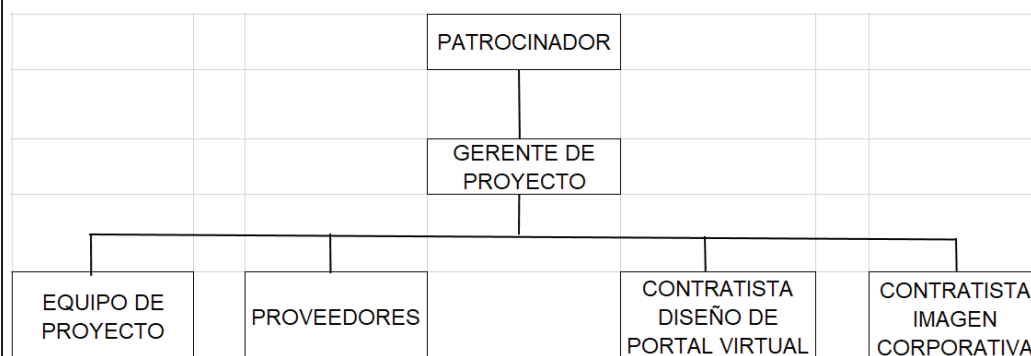 PATROCINADOR
GERENTE DE
PROYECTO
EQUIPO DE
PROYECTO
PROVEEDORES
CONTRATISTA
DISEÑO DE
PORTAL VIRTUAL
CONTRATISTA
IMAGEN
CORPORATIVA